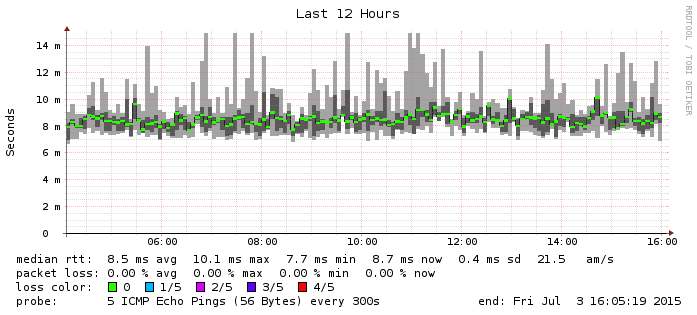 Last 12 Hours
RRDTOOL / TOBI OETIKER
Seconds
14 m
12 m
10 m
8 m
6 m
4 m
2 m
0
06:00 08:00 10:00 12:00 14:00 16:00
median rtt: 8.5 ms avg 10.1 ms max 7.7 ms min 8.7 ms now 0.4 ms sd 21.5 am/s
packet loss: 0.00 % avg 0.00 % max 0.00 % min 0.00 % now
loss color: 0 1/5 2/5 3/5 4/5
probe: 5 ICMP Echo Pings (56 Bytes) every 300s end: Fri Jul 3 16:05:19 2015